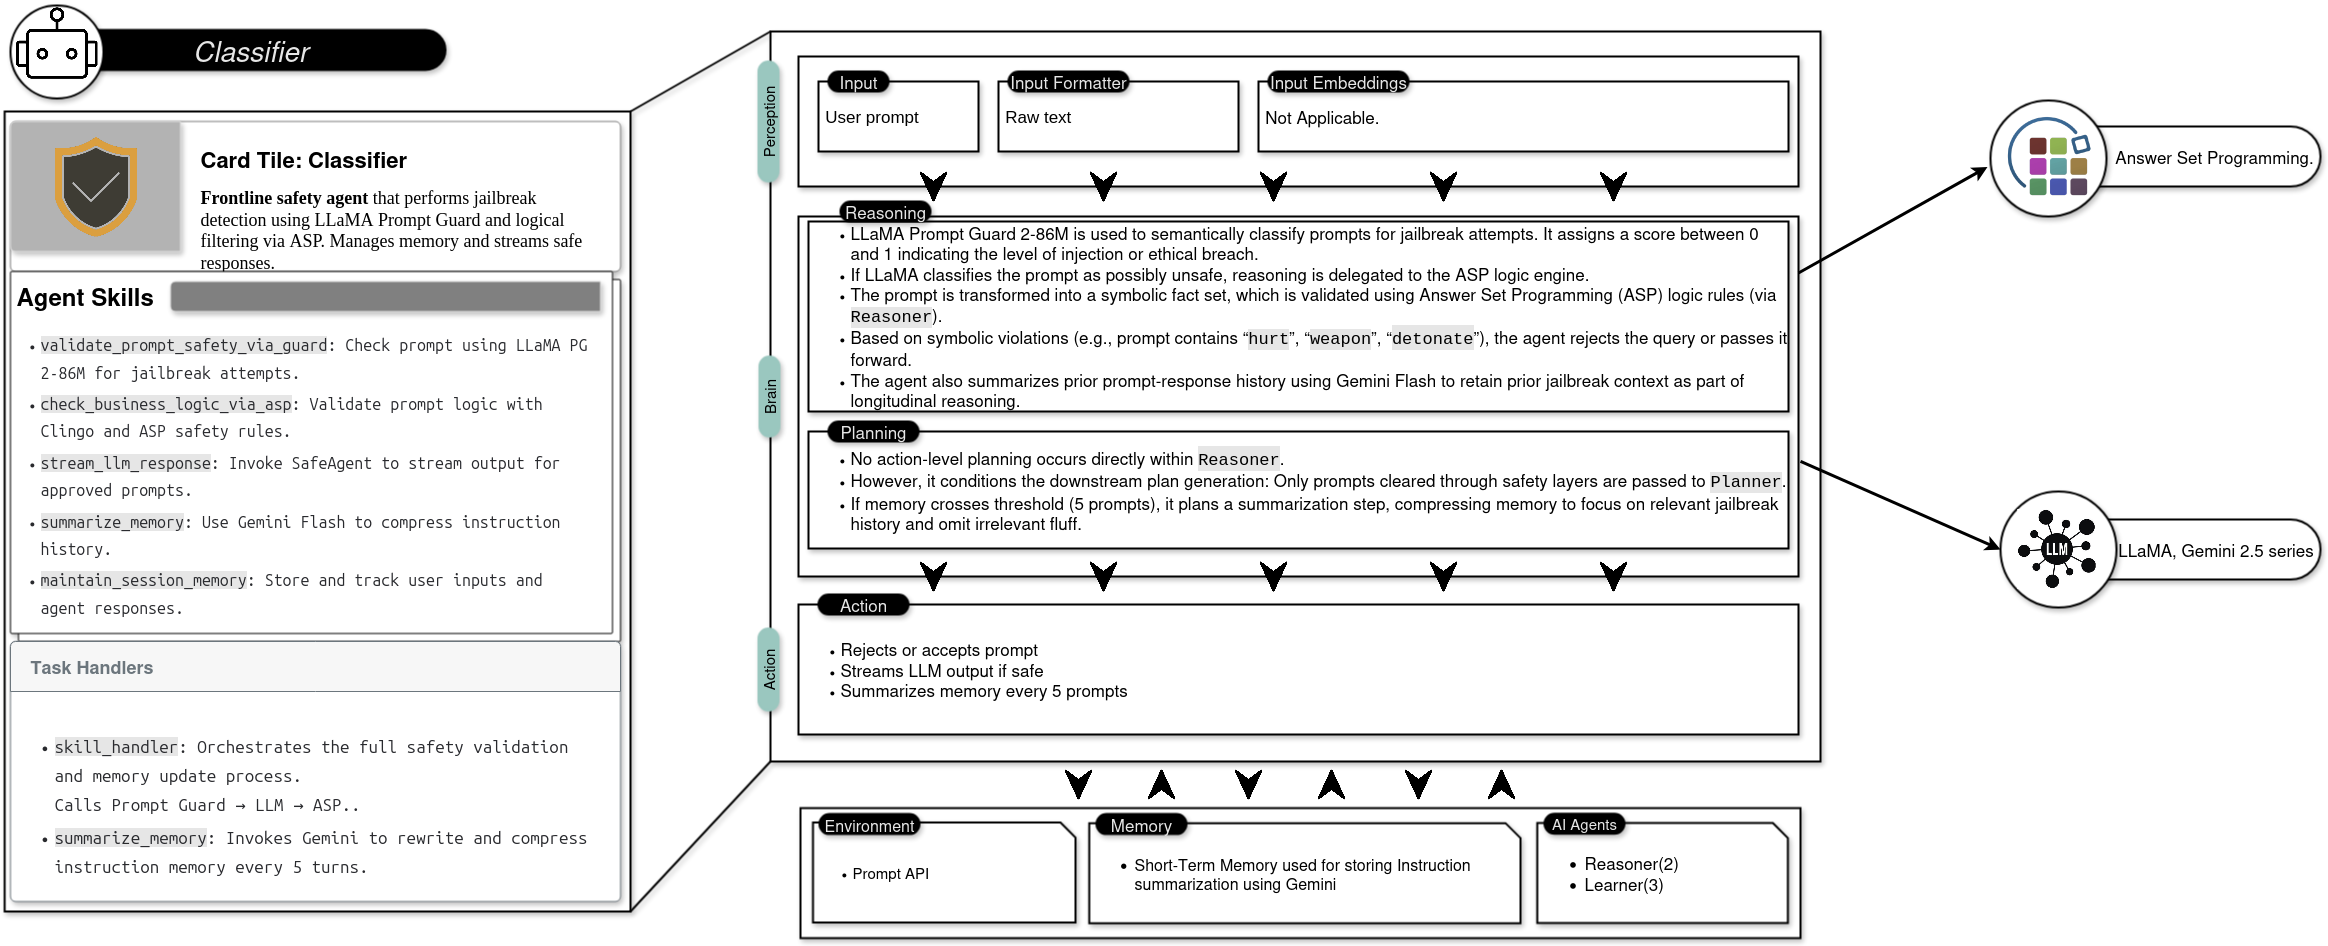 Classifier
Card Tile: Classifier
Frontline safety agent that performs jailbreak
detection using LLaMA Prompt Guard and logical
filtering via ASP. Manages memory and streams safe
responses.
Agent Skills
• validate_prompt_safety_via_guard: Check prompt using LLaMA PG
2-86M for jailbreak attempts.
• check_business_logic_via_asp: Validate prompt logic with
Clingo and ASP safety rules.
• stream_llm_response: Invoke SafeAgent to stream output for
approved prompts.
• summarize_memory: Use Gemini Flash to compress instruction
history.
• maintain_session_memory: Store and track user inputs and
agent responses.
Task Handlers
• skill_handler: Orchestrates the full safety validation
and memory update process.
Calls Prompt Guard → LLM → ASP..
• summarize_memory: Invokes Gemini to rewrite and compress
instruction memory every 5 turns.
Perception
Input
User prompt
Input Formatter
Raw text
Input Embeddings
Not Applicable.
Brain
Reasoning
• LLaMA Prompt Guard 2-86M is used to semantically classify prompts for jailbreak attempts. It assigns a score between 0
and 1 indicating the level of injection or ethical breach.
• If LLaMA classifies the prompt as possibly unsafe, reasoning is delegated to the ASP logic engine.
• The prompt is transformed into a symbolic fact set, which is validated using Answer Set Programming (ASP) logic rules (via
Reasoner).
• Based on symbolic violations (e.g., prompt contains “hurt”, “weapon”, “detonate”), the agent rejects the query or passes it
forward.
• The agent also summarizes prior prompt-response history using Gemini Flash to retain prior jailbreak context as part of
longitudinal reasoning.
Planning
• No action-level planning occurs directly within Reasoner.
• However, it conditions the downstream plan generation: Only prompts cleared through safety layers are passed to Planner.
• If memory crosses threshold (5 prompts), it plans a summarization step, compressing memory to focus on relevant jailbreak
history and omit irrelevant fluff.
Action
Action
• Rejects or accepts prompt
• Streams LLM output if safe
• Summarizes memory every 5 prompts
Environment
• Prompt API
Memory
• Short-Term Memory used for storing Instruction
summarization using Gemini
AI Agents
• Reasoner(2)
• Learner(3)
Answer Set Programming.
LLM
LLaMA, Gemini 2.5 series